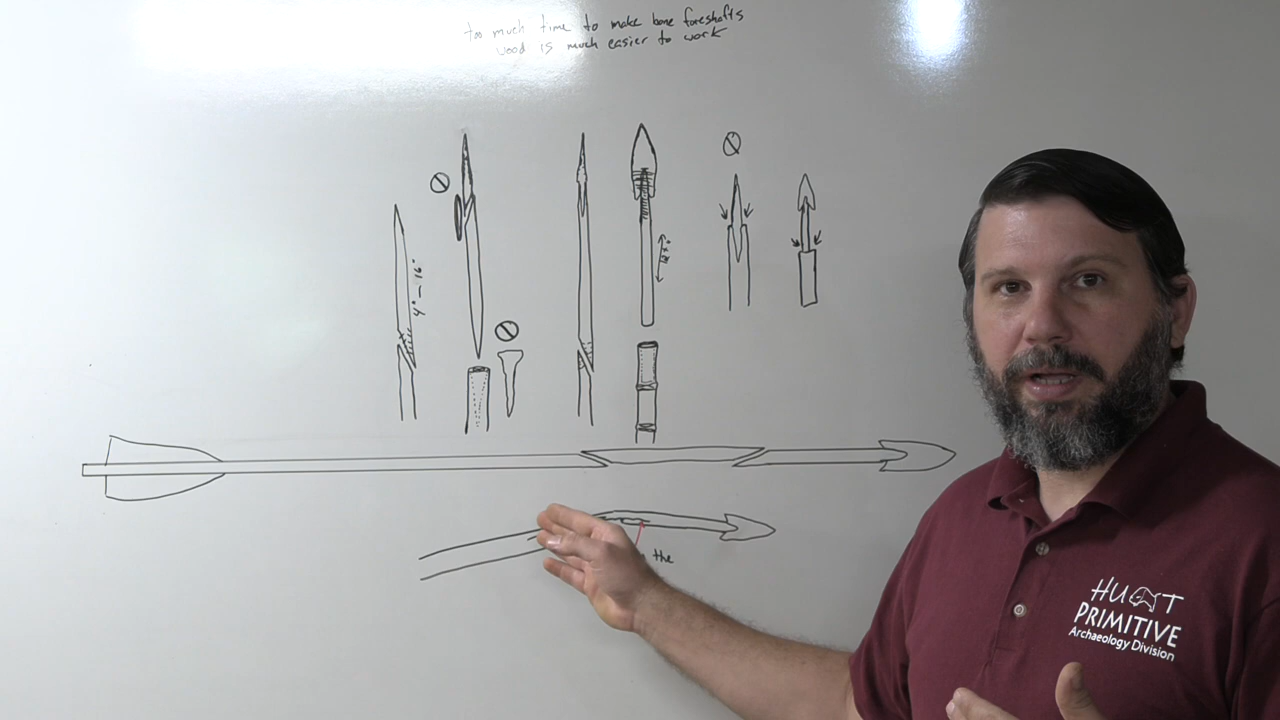 too much time to make bone foreshafts
wood is much easier to work
4" — 16"
the
HUNT
PRIMITIVE
Archaeology Division